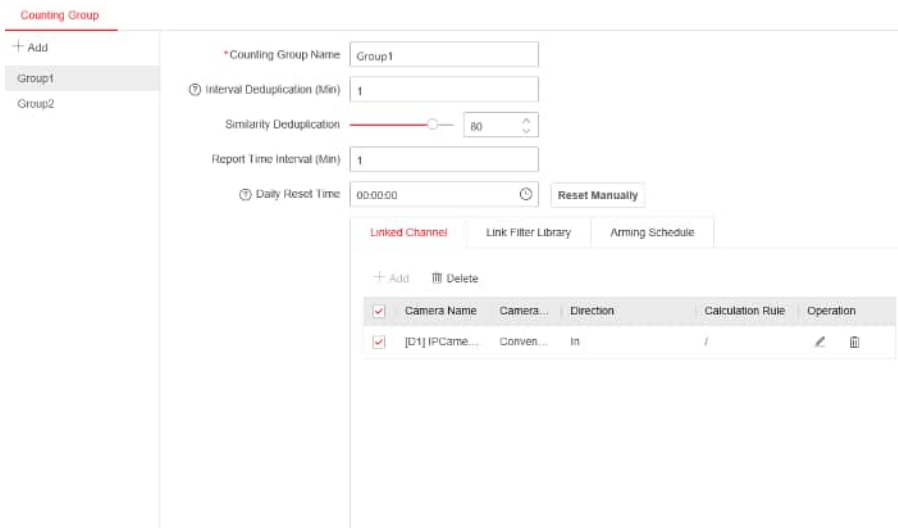 Counting Group
Add
Group1
Group2
*Counting Group Name Group1
Interval Deduplication (Min) 1
Similarity Deduplication 80
Report Time Interval (Min) 1
Daily Reset Time 00:00:00 Reset Manually
Linked Channel Link Filter Library Arming Schedule
Add Delete
Camera Name Camera... Direction Calculation Rule Operation
[D1] IPCame... Conven... In /